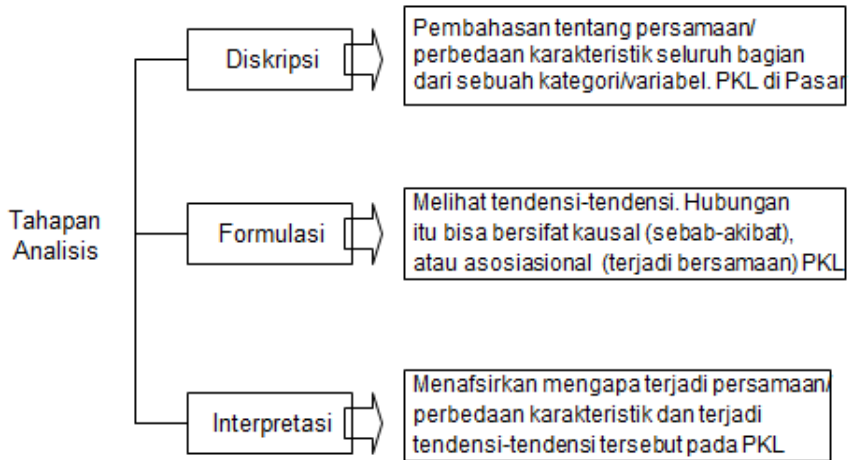 Tahapan
Analisis
Diskripsi
Pembahasan tentang persamaan/
perbedaan karakteristik seluruh bagian
dari sebuah kategori/variabel. PKL di Pasar
Formulasi
Melihat tendensi-tendensi. Hubungan
itu bisa bersifat kausal (sebab-akibat),
atau asosiasional (terjadi bersamaan) PKL
Interpretasi
Menafsirkan mengapa terjadi persamaan/
perbedaan karakteristik dan terjadi
tendensi-tendensi tersebut pada PKL